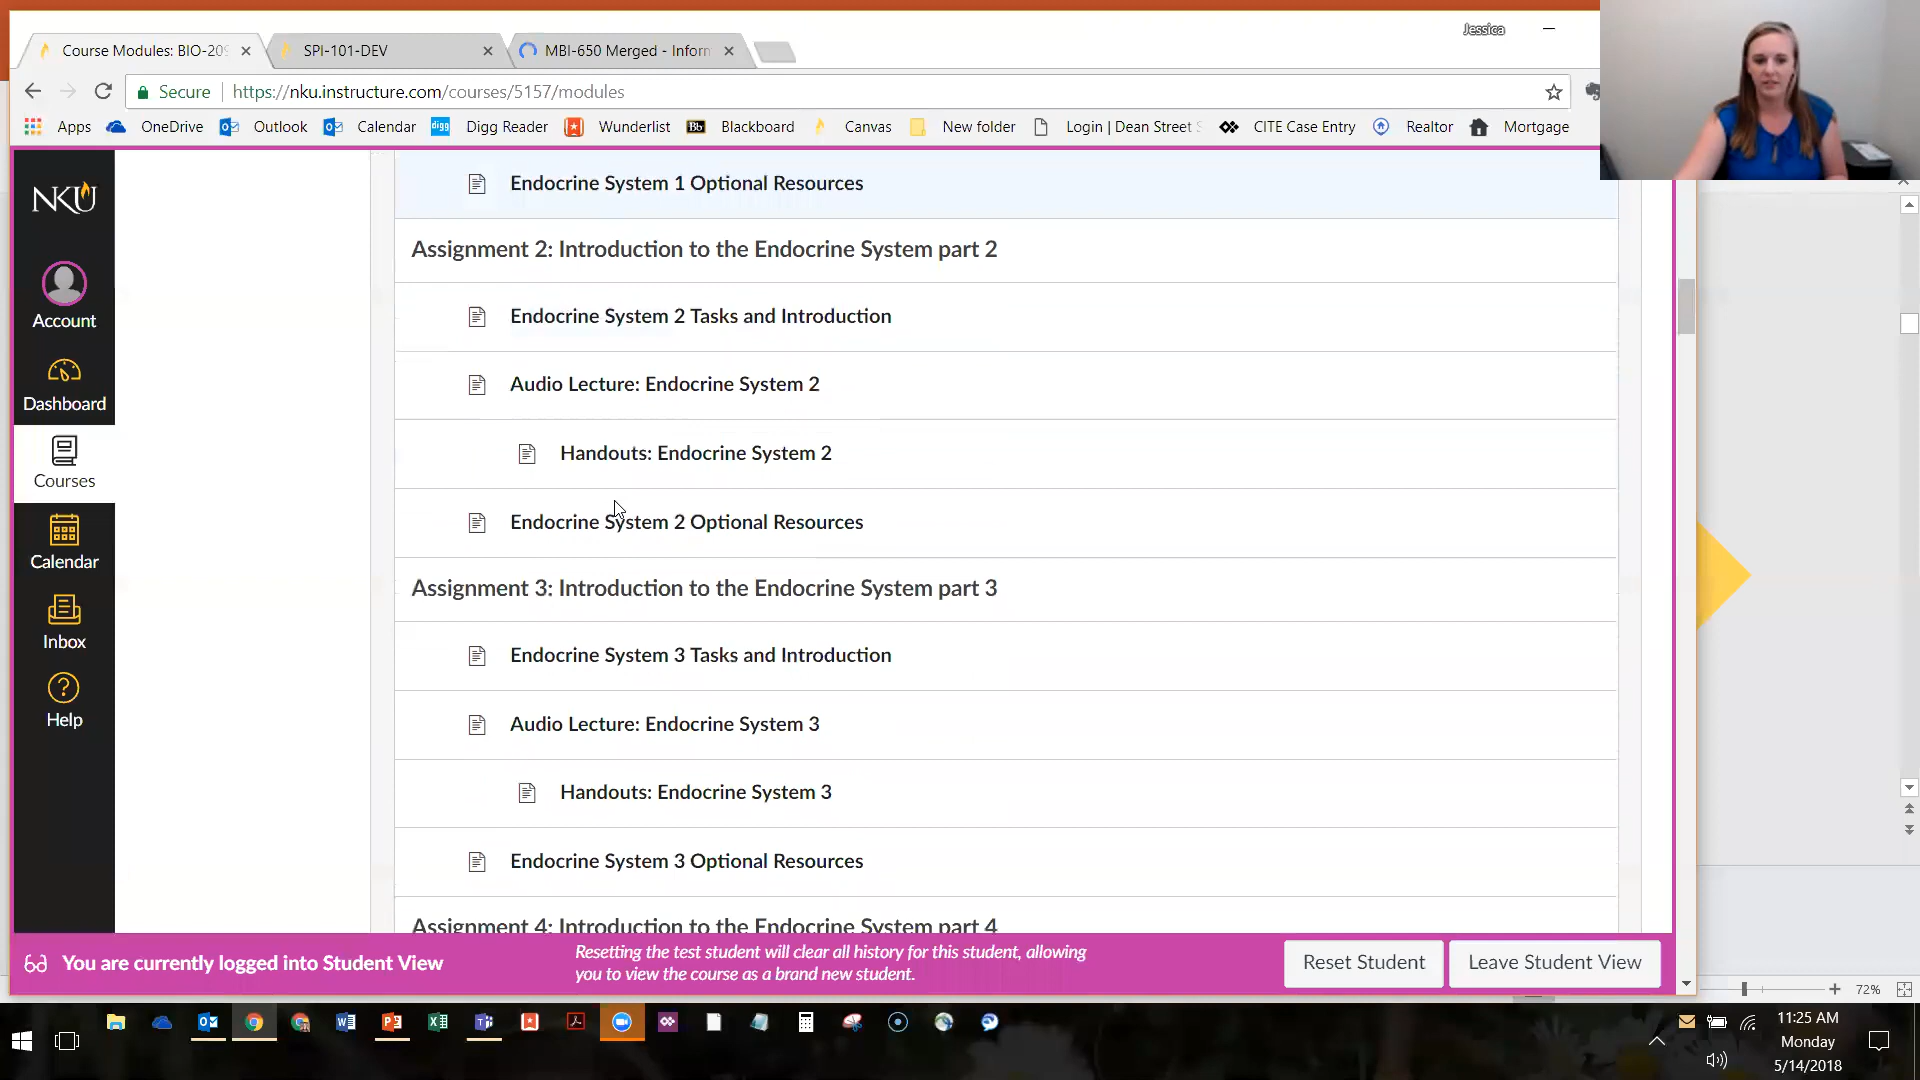 Jessica
Course Modules: BIO-209
SPI-101-DEV
MBI-650 Merged - Inform
Secure https://nku.instructure.com/courses/5157/modules
Apps OneDrive Outlook Calendar digg Digg Reader Wunderlist Bb Blackboard Canvas New folder Login | Dean Street S CITE Case Entry Realtor Mortgage
NKU
Account
Dashboard
Courses
Calendar
Inbox
Help
Endocrine System 1 Optional Resources
Assignment 2: Introduction to the Endocrine System part 2
Endocrine System 2 Tasks and Introduction
Audio Lecture: Endocrine System 2
Handouts: Endocrine System 2
Endocrine System 2 Optional Resources
Assignment 3: Introduction to the Endocrine System part 3
Endocrine System 3 Tasks and Introduction
Audio Lecture: Endocrine System 3
Handouts: Endocrine System 3
Endocrine System 3 Optional Resources
Assignment 4: Introduction to the Endocrine System part 4
You are currently logged into Student View
Resetting the test student will clear all history for this student, allowing
you to view the course as a brand new student.
Reset Student
Leave Student View
72%
11:25 AM
Monday
5/14/2018